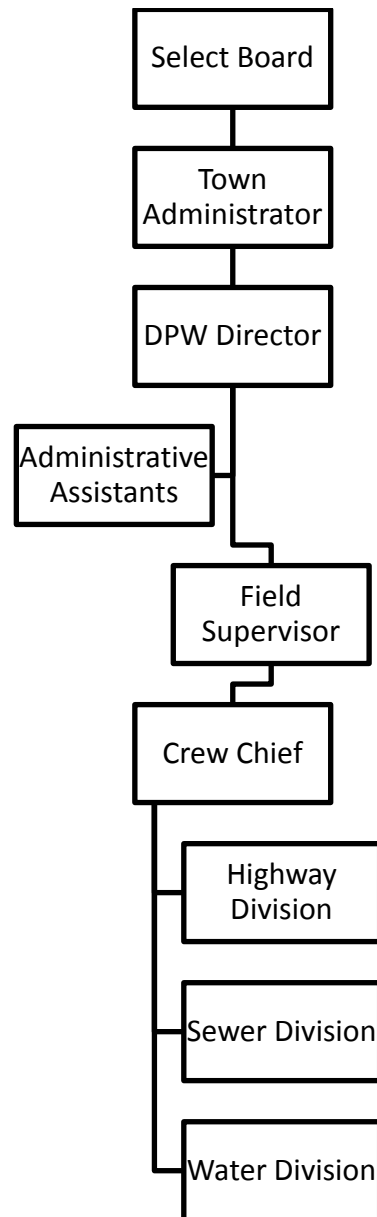 Select Board
Town
Administrator
DPW Director
Administrative
Assistants
Field
Supervisor
Crew Chief
Highway
Division
Sewer Division
Water Division